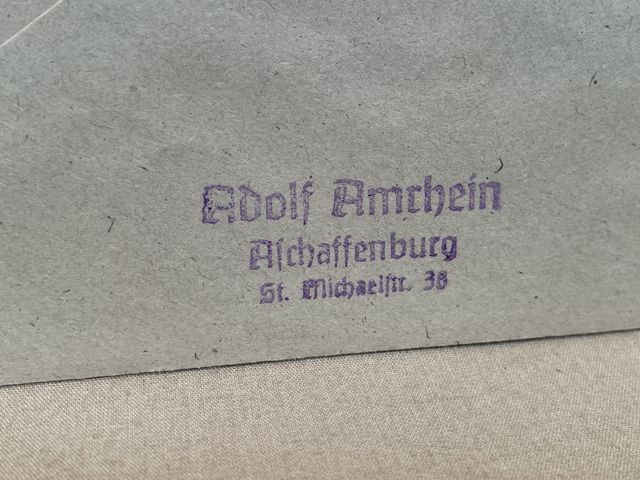 Adolf Amrhein
Aſchaffenburg
St. Michaelſtr. 38